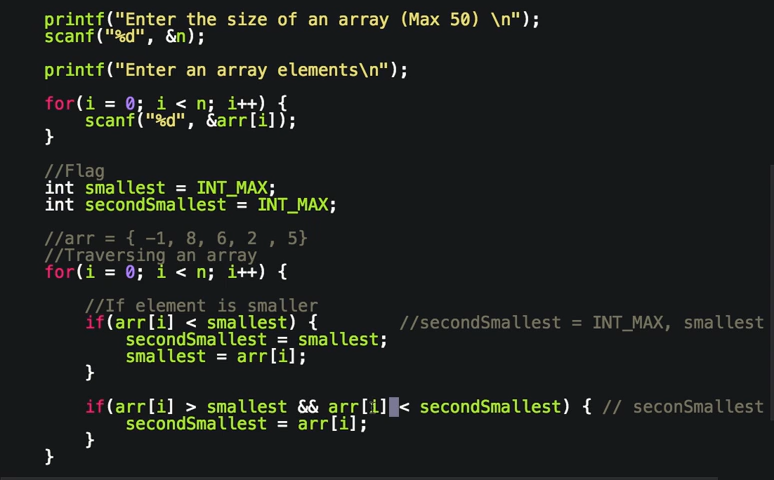 printf("Enter the size of an array (Max 50) \n");
scanf("%d", &n);
printf("Enter an array elements\n");
for(i = 0; i < n; i++) {
scanf("%d", &arr[i]);
}
//Flag
int smallest = INT_MAX;
int secondSmallest = INT_MAX;
//arr = { -1, 8, 6, 2 , 5}
//Traversing an array
for(i = 0; i < n; i++) {
//If element is smaller
if(arr[i] < smallest) { //secondSmallest = INT_MAX, smallest
secondSmallest = smallest;
smallest = arr[i];
}
if(arr[i] > smallest && arr[i] < secondSmallest) { // seconSmallest
secondSmallest = arr[i];
}
}